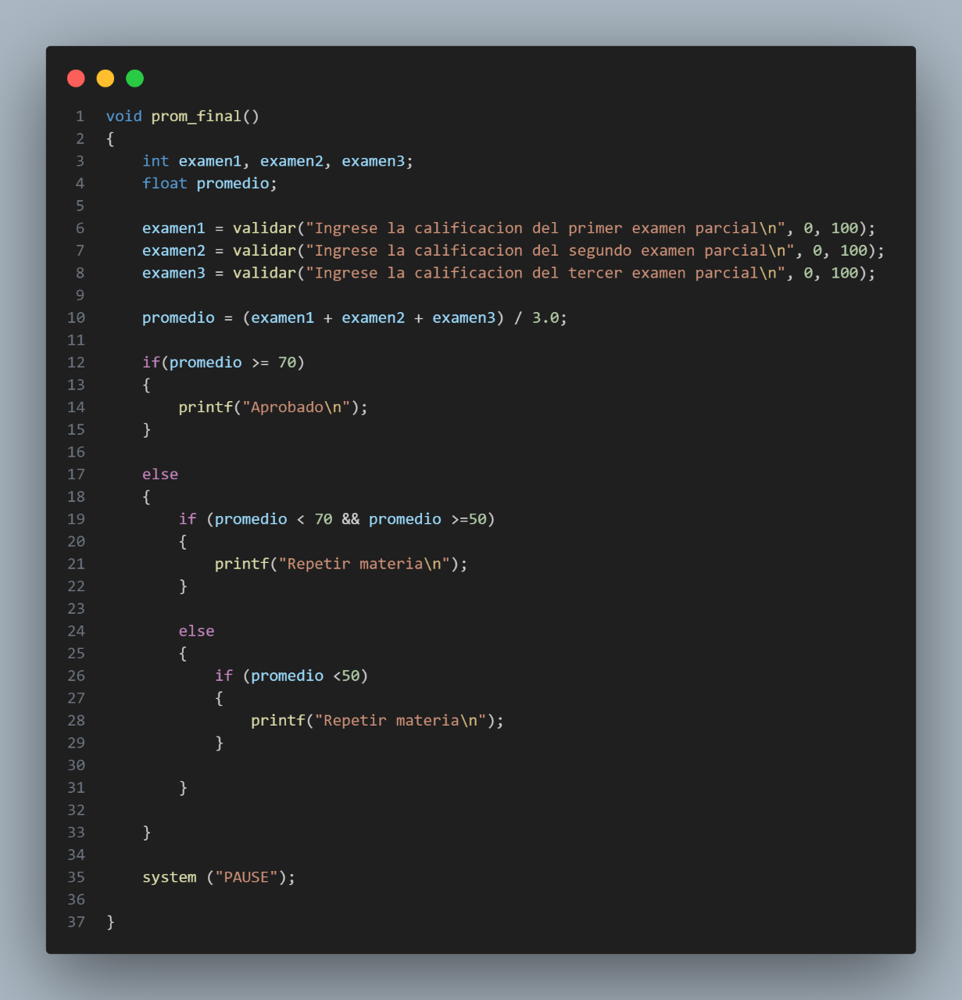 1 void prom_final()
2 {
3     int examen1, examen2, examen3;
4     float promedio;
5
6     examen1 = validar("Ingrese la calificacion del primer examen parcial\n", 0, 100);
7     examen2 = validar("Ingrese la calificacion del segundo examen parcial\n", 0, 100);
8     examen3 = validar("Ingrese la calificacion del tercer examen parcial\n", 0, 100);
9
10     promedio = (examen1 + examen2 + examen3) / 3.0;
11
12     if(promedio >= 70)
13     {
14         printf("Aprobado\n");
15     }
16
17     else
18     {
19         if (promedio < 70 && promedio >=50)
20         {
21             printf("Repetir materia\n");
22         }
23
24         else
25         {
26             if (promedio <50)
27             {
28                 printf("Repetir materia\n");
29             }
30
31         }
32
33     }
34
35     system ("PAUSE");
36
37 }